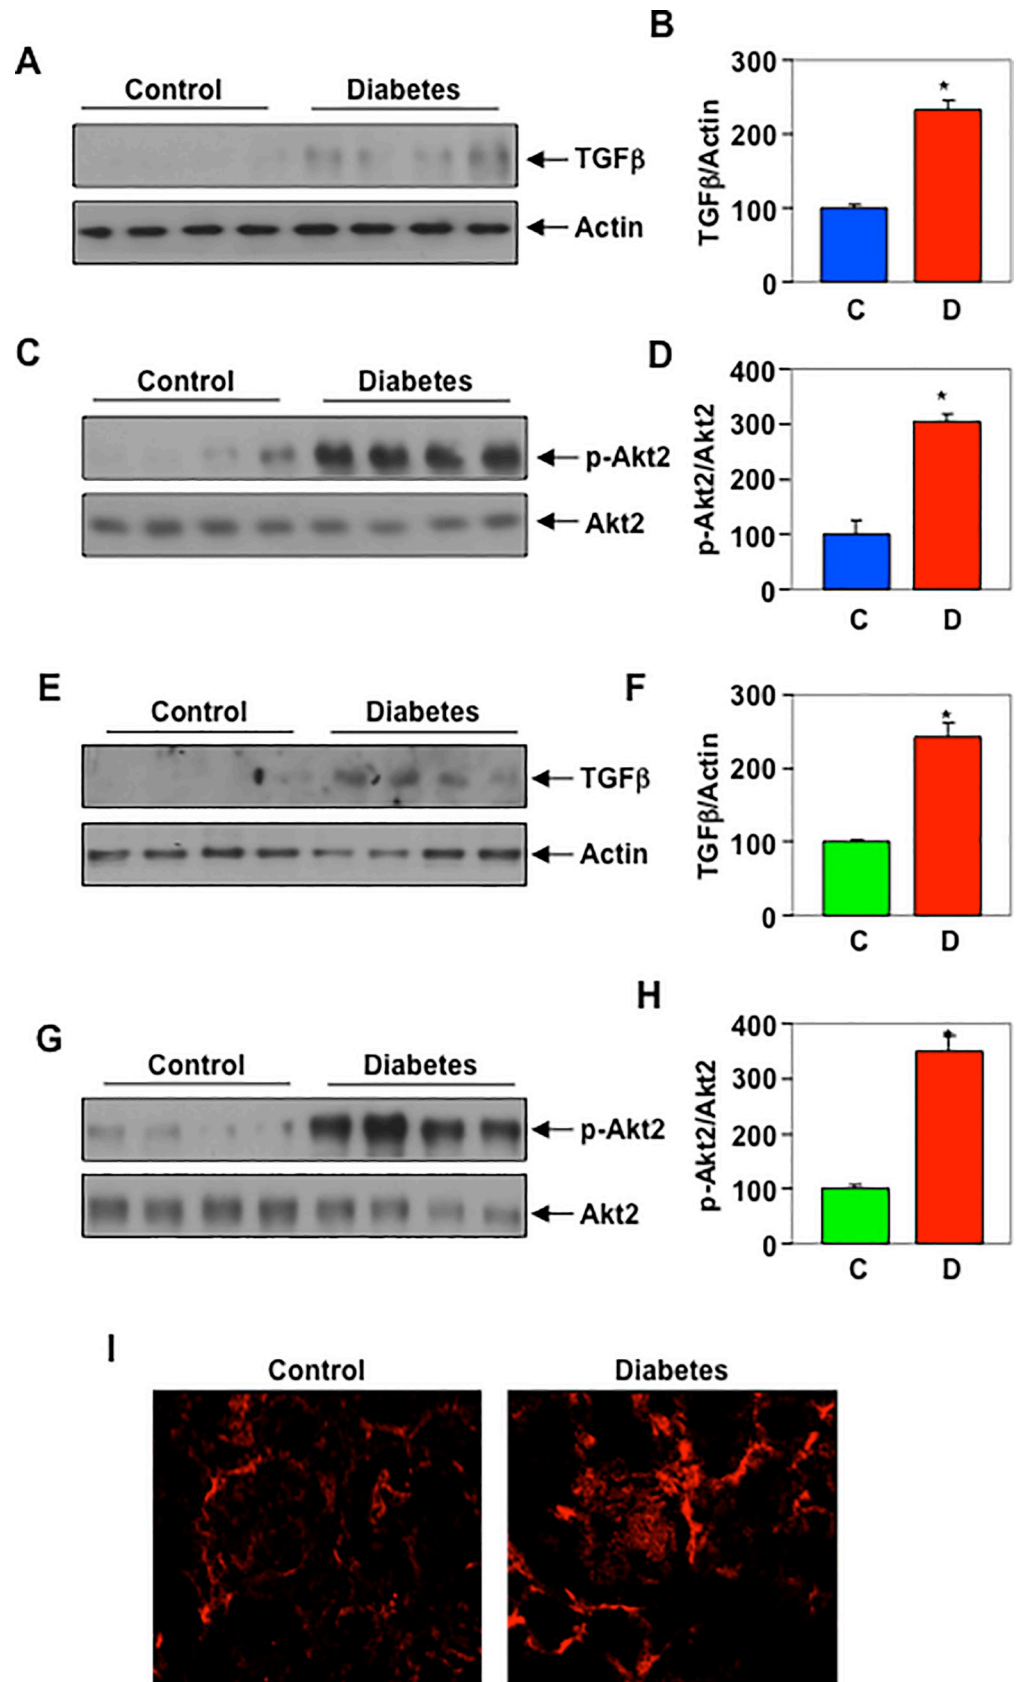 A
Control Diabetes
TGFβ
Actin
B
300
200
100
0
TGFβ/Actin
*
C D
C
Control Diabetes
p-Akt2
Akt2
D
400
300
200
100
0
p-Akt2/Akt2
*
C D
E
Control Diabetes
TGFβ
Actin
F
300
200
100
0
TGFβ/Actin
*
C D
G
Control Diabetes
p-Akt2
Akt2
H
400
300
200
100
0
p-Akt2/Akt2
*
C D
I
Control Diabetes